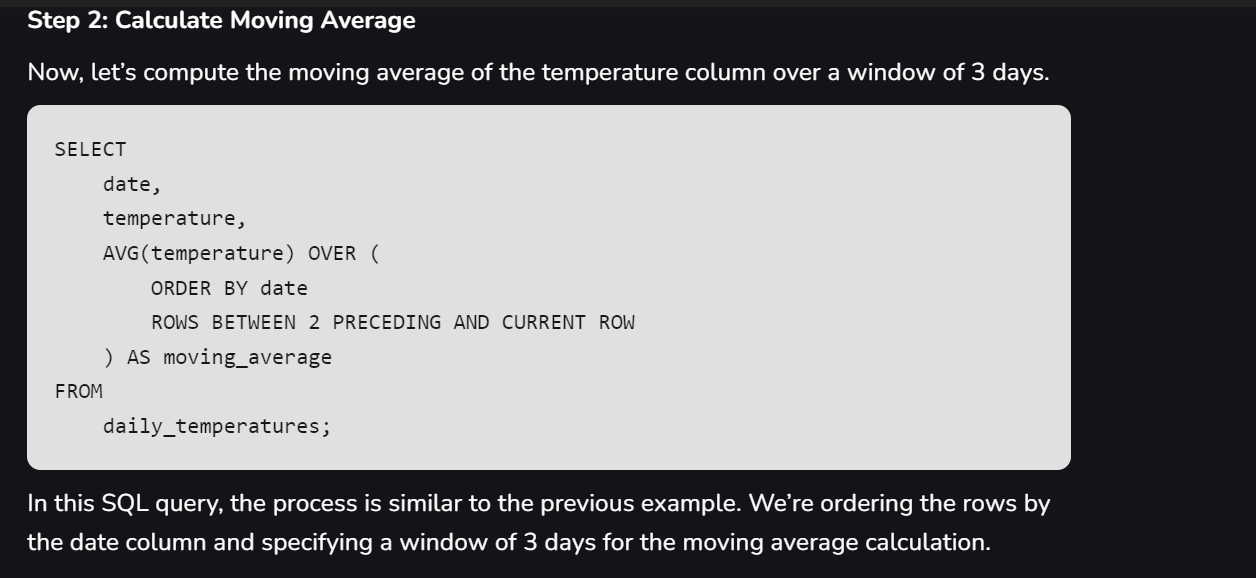 Step 2: Calculate Moving Average
Now, let’s compute the moving average of the temperature column over a window of 3 days.
SELECT
    date,
    temperature,
    AVG(temperature) OVER (
        ORDER BY date
        ROWS BETWEEN 2 PRECEDING AND CURRENT ROW
    ) AS moving_average
FROM
    daily_temperatures;
In this SQL query, the process is similar to the previous example. We’re ordering the rows by
the date column and specifying a window of 3 days for the moving average calculation.